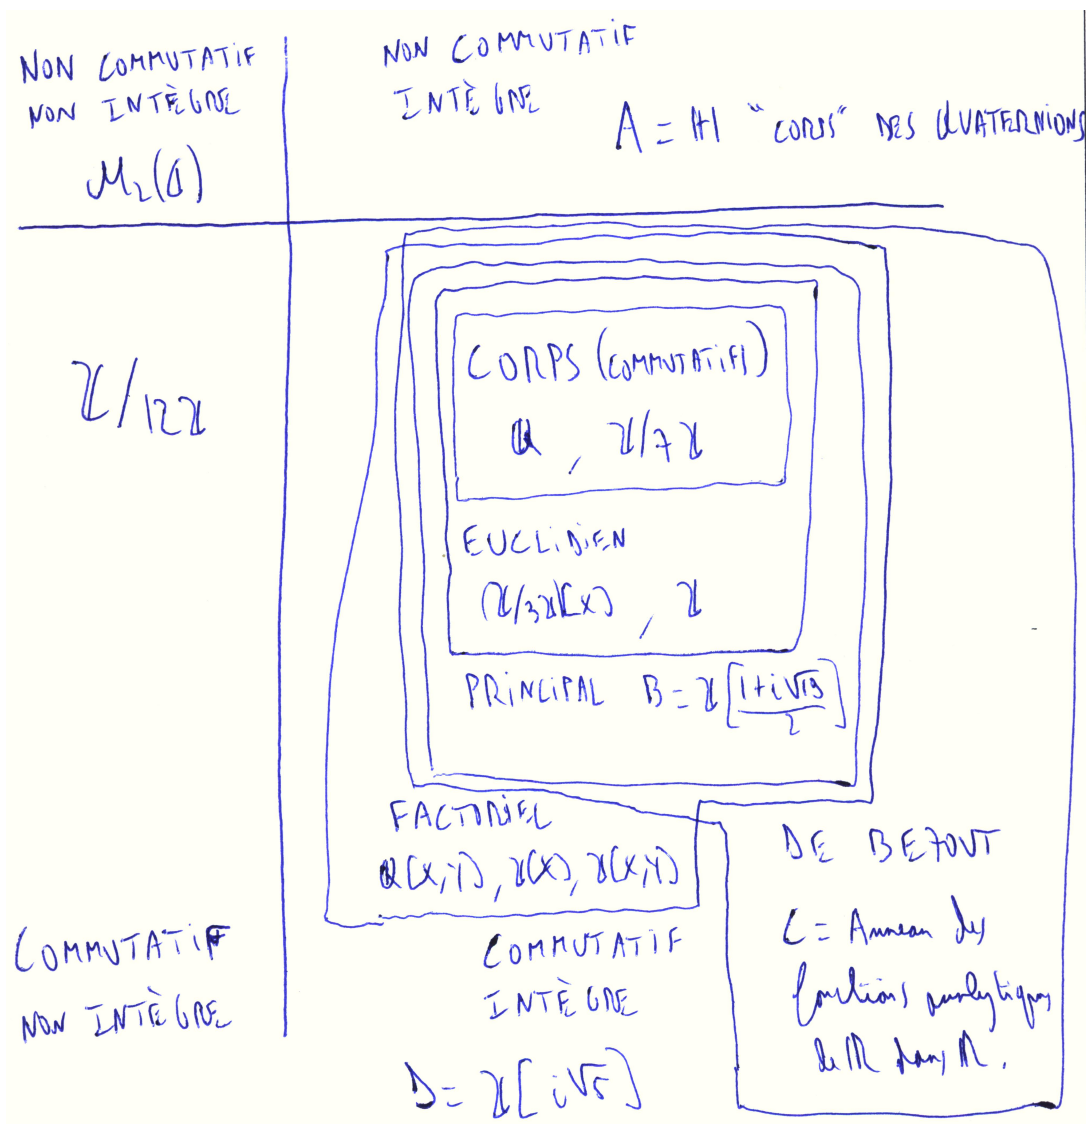 NON COMMUTATIF
NON INTÈGRE
M₂(ℂ)
NON COMMUTATIF
INTÈGRE
A = ℍ "CORPS" DES QUATERNIONS
ℤ/12ℤ
CORPS (COMMUTATIFS)
ℚ , ℤ/7ℤ
EUCLIDIEN
(ℤ/3ℤ)[X] , ℤ
PRINCIPAL B = ℤ[(1+i√19)/2]
FACTORIEL
ℚ[X,Y], ℤ[X], ℤ[X,Y]
DE BEZOUT
C = Anneau des
fonctions analytiques
de ℝ dans ℝ.
COMMUTATIF
NON INTÈGRE
COMMUTATIF
INTÈGRE
D = ℤ[i√5]